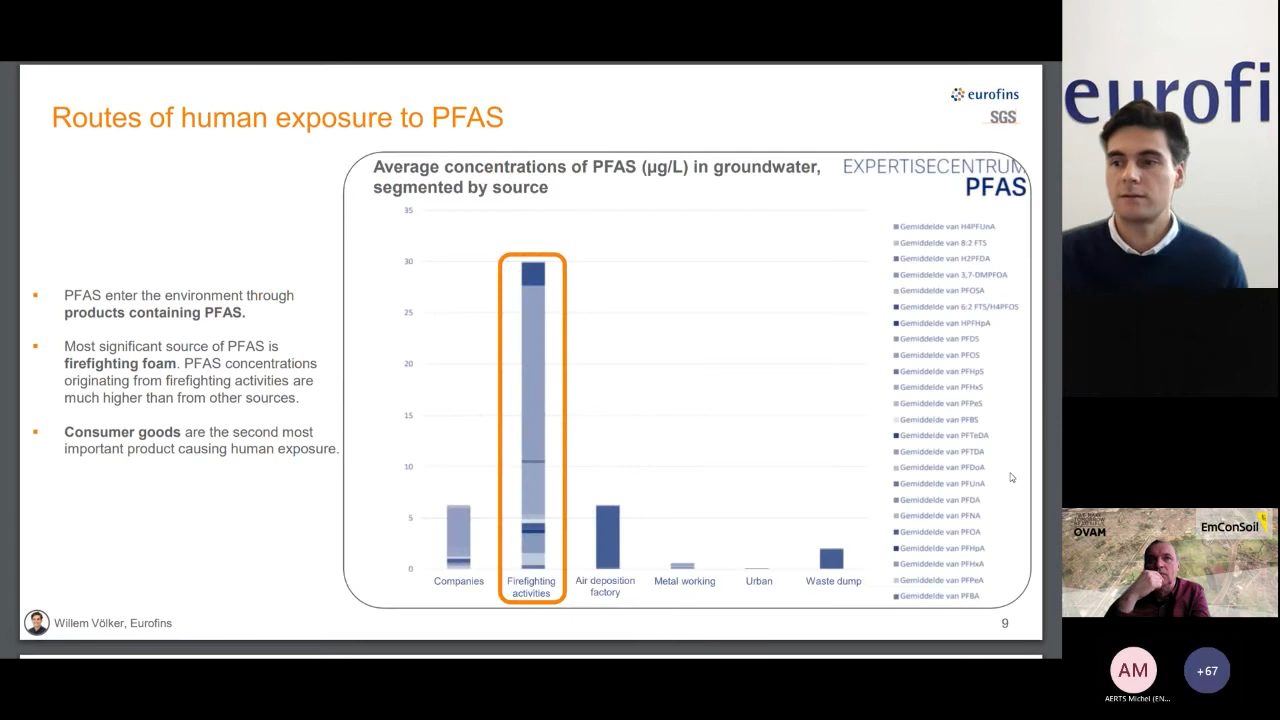 Routes of human exposure to PFAS
eurofins
SGS
Average concentrations of PFAS (µg/L) in groundwater,
segmented by source
EXPERTISECENTRUM
PFAS
▪ PFAS enter the environment through
products containing PFAS.
▪ Most significant source of PFAS is
firefighting foam. PFAS concentrations
originating from firefighting activities are
much higher than from other sources.
▪ Consumer goods are the second most
important product causing human exposure.
35
30
25
20
15
10
5
0
Companies
Firefighting
activities
Air deposition
factory
Metal working
Urban
Waste dump
Gemiddelde van H4PFUnA
Gemiddelde van 8:2 FTS
Gemiddelde van H2PFDA
Gemiddelde van 3,7-DMPFOA
Gemiddelde van PFOSA
Gemiddelde van 6:2 FTS/H4PFOS
Gemiddelde van HPFHpA
Gemiddelde van PFDS
Gemiddelde van PFOS
Gemiddelde van PFHpS
Gemiddelde van PFHxS
Gemiddelde van PFPeS
Gemiddelde van PFBS
Gemiddelde van PFTeDA
Gemiddelde van PFTDA
Gemiddelde van PFDoA
Gemiddelde van PFUnA
Gemiddelde van PFDA
Gemiddelde van PFNA
Gemiddelde van PFOA
Gemiddelde van PFHpA
Gemiddelde van PFHxA
Gemiddelde van PFPeA
Gemiddelde van PFBA
Willem Völker, Eurofins
9
eurofi
OVAM
EmConSoil
AM
+67
AERTS Michel (EN...